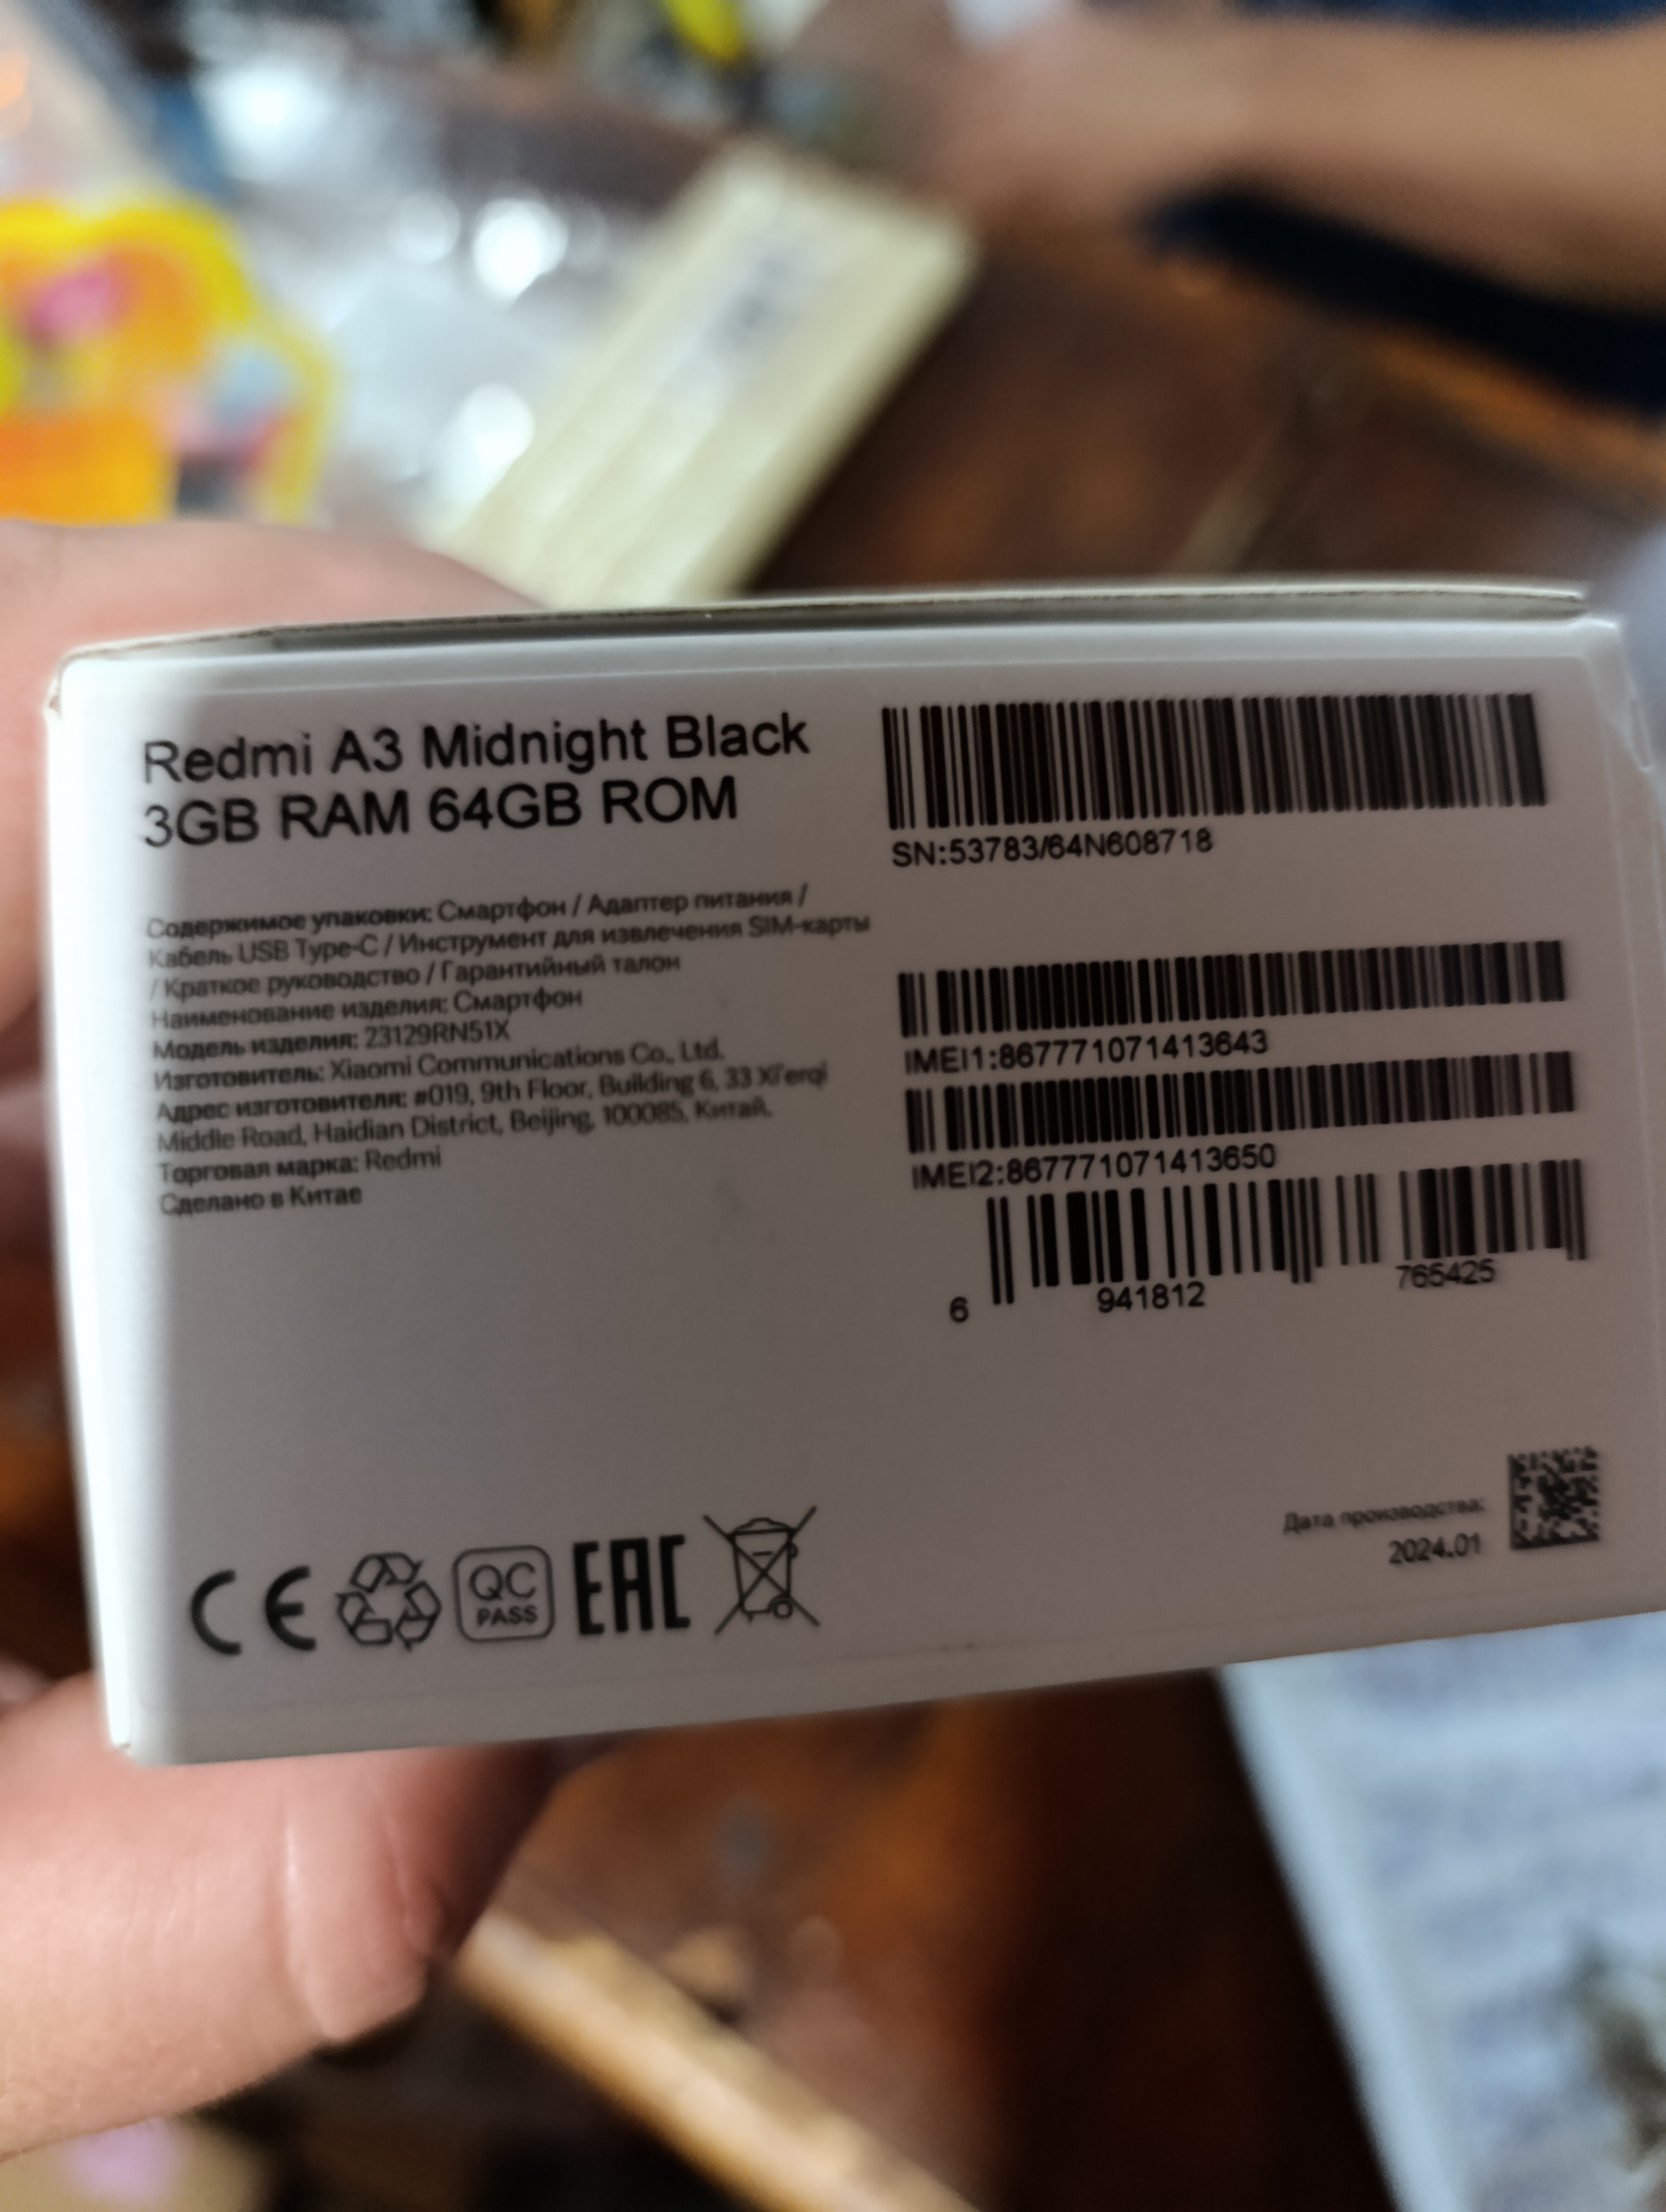 Redmi A3 Midnight Black
3GB RAM 64GB ROM
Содержимое упаковки: Смартфон / Адаптер питания /
Кабель USB Type-C / Инструмент для извлечения SIM-карты
/ Краткое руководство / Гарантийный талон
Наименование изделия: Смартфон
Модель изделия: 23129RN51X
Изготовитель: Xiaomi Communications Co., Ltd.
Адрес изготовителя: #019, 9th Floor, Building 6, 33 Xi'erqi
Middle Road, Haidian District, Beijing, 100085, Китай.
Торговая марка: Redmi
Сделано в Китае
SN:53783/64N608718
IMEI1:867771071413643
IMEI2:867771071413650
6 941812 765425
CE
QC
PASS
EAC
Дата производства:
2024.01